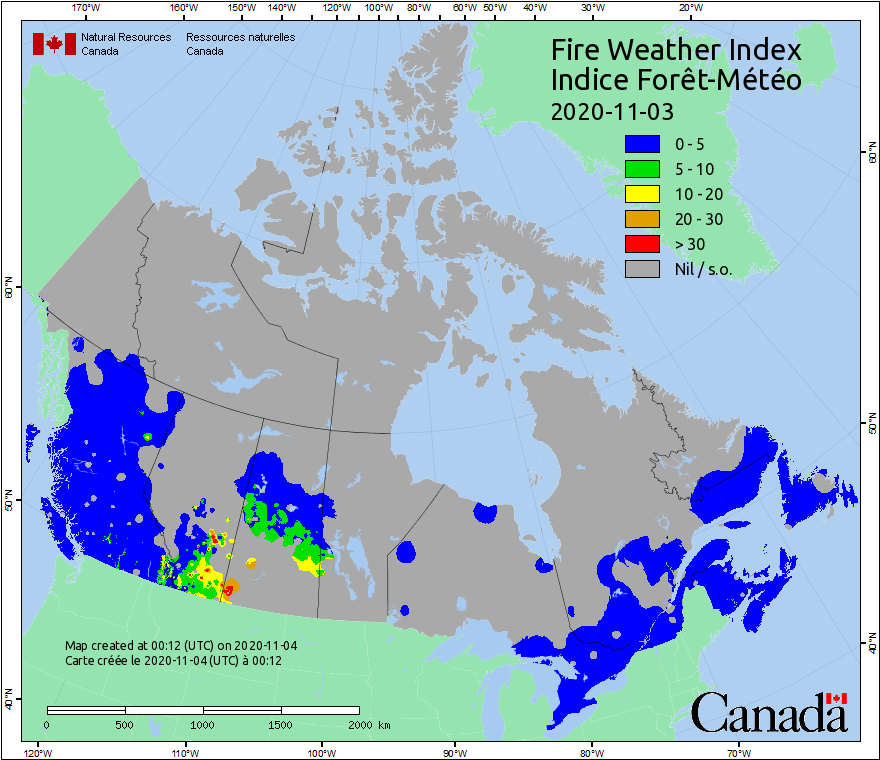 170°W 160°W 150°W 140°W 130°W 120°W 110°W 100°W 90°W 80°W 60°W 50°W 40°W 30°W 20°W
Natural Resources Ressources naturelles
Canada Canada
Fire Weather Index
Indice Forêt-Météo
2020-11-03
0 - 5
5 - 10
10 - 20
20 - 30
> 30
Nil / s.o.
60°N
60°N
50°N
50°N
40°N
40°N
Map created at 00:12 (UTC) on 2020-11-04
Carte créée le 2020-11-04 (UTC) à 00:12
0 500 1000 1500 2000 km
Canada
120°W 110°W 100°W 90°W 80°W 70°W